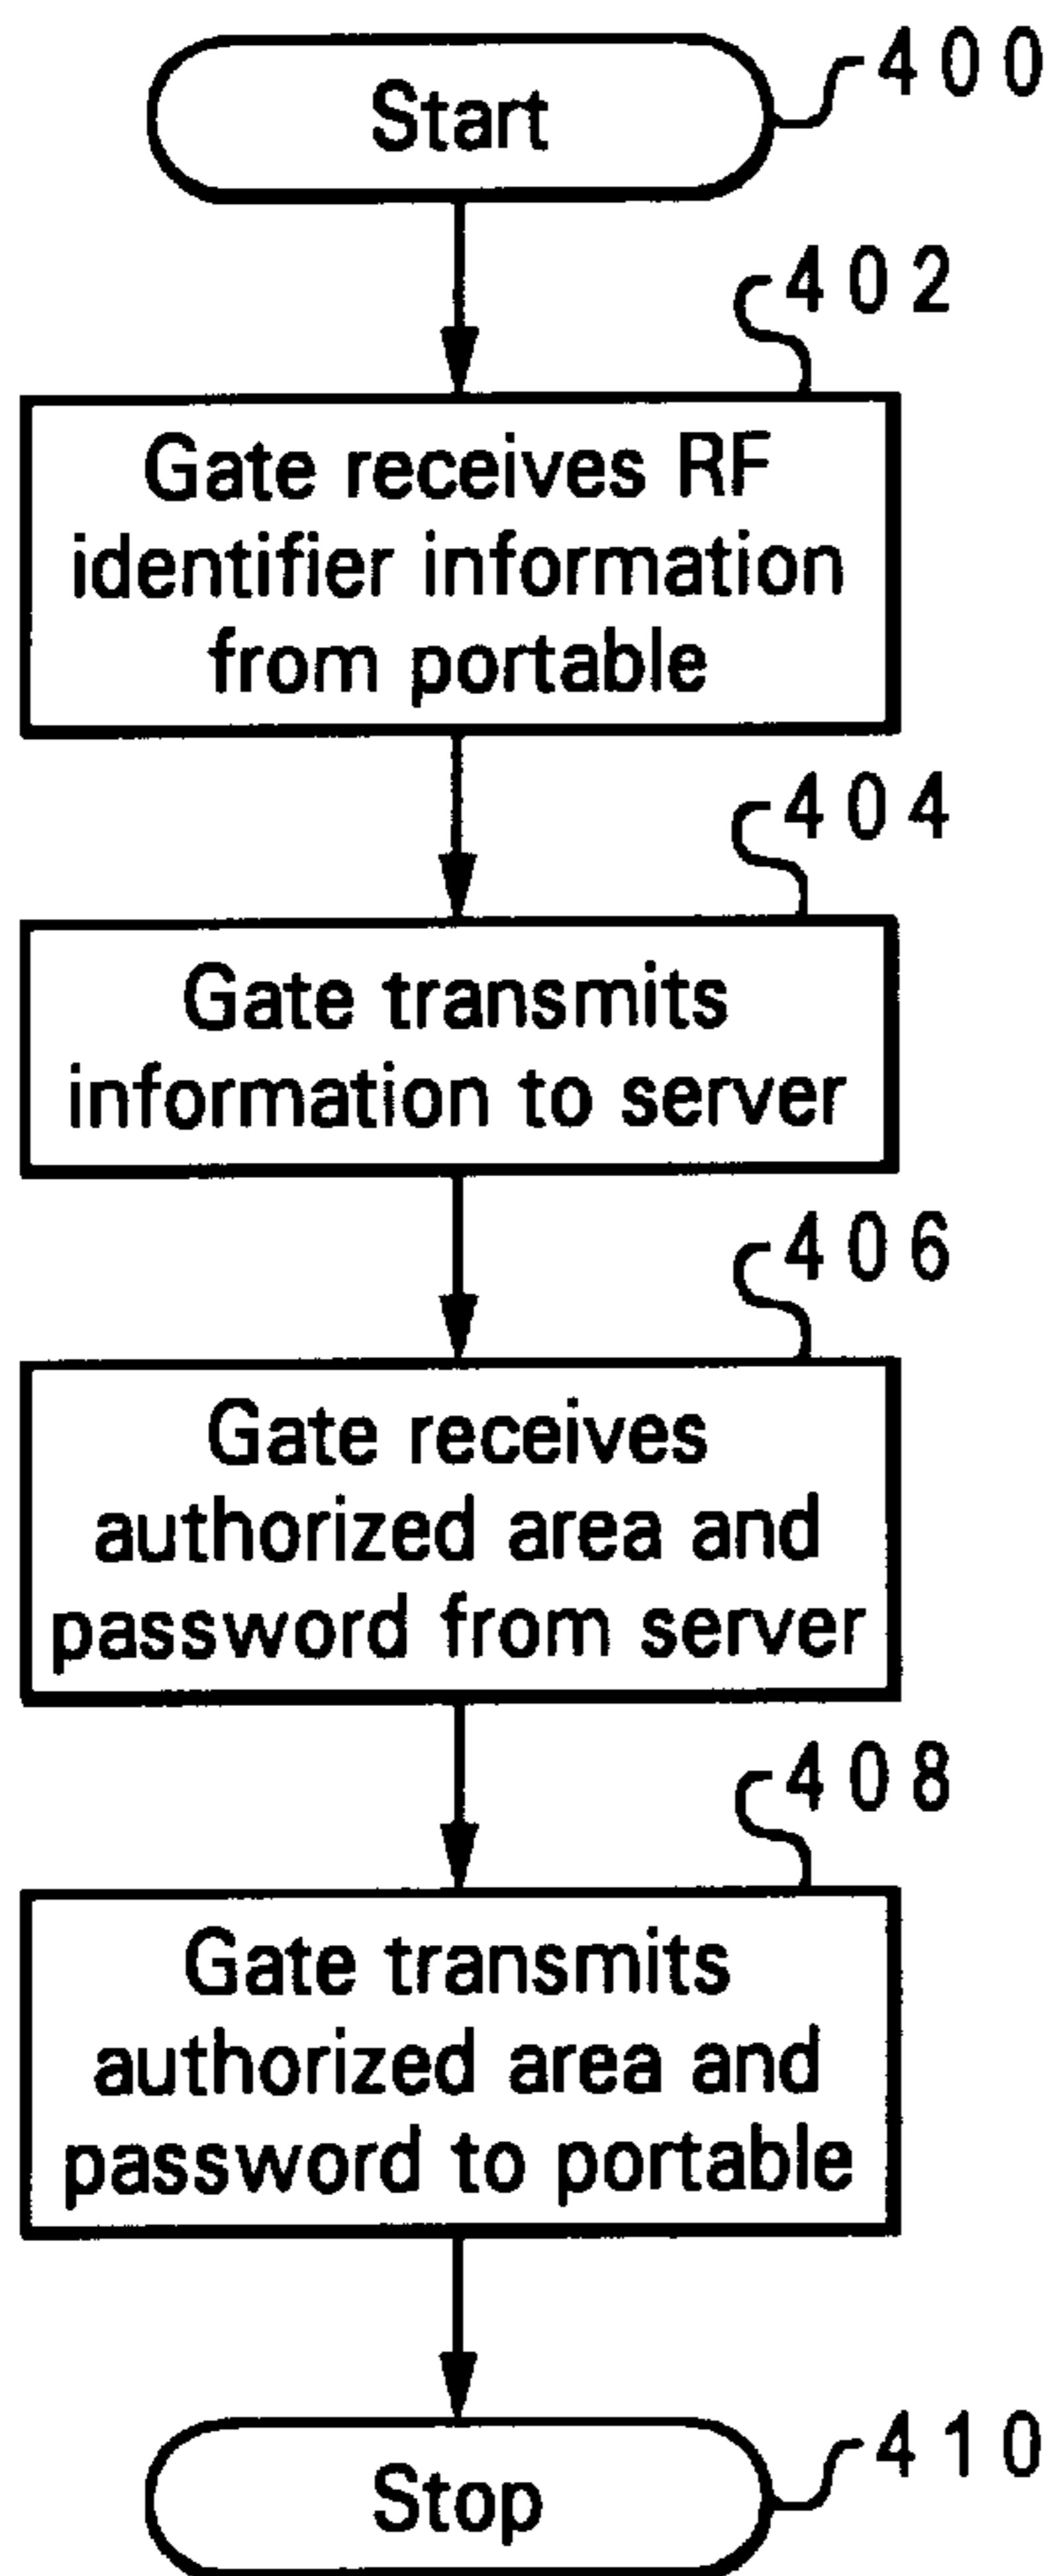 Start
400
402
Gate receives RF
identifier information
from portable
404
Gate transmits
information to server
406
Gate receives
authorized area and
password from server
408
Gate transmits
authorized area and
password to portable
Stop
410